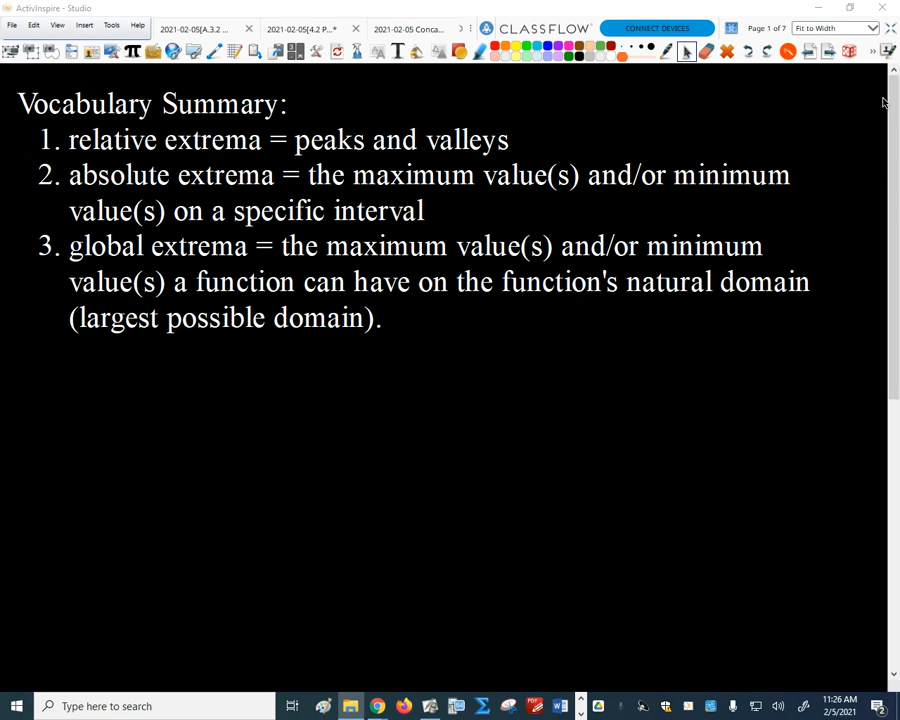 ActivInspire - Studio
File Edit View Insert Tools Help
2021-02-05[A.3.2 ...
2021-02-05[4.2 P...*
2021-02-05 Conca...
CLASSFLOW
CONNECT DEVICES
Page 1 of 7
Fit to Width
Vocabulary Summary:
1. relative extrema = peaks and valleys
2. absolute extrema = the maximum value(s) and/or minimum
value(s) on a specific interval
3. global extrema = the maximum value(s) and/or minimum
value(s) a function can have on the function's natural domain
(largest possible domain).
Type here to search
11:26 AM
2/5/2021
2